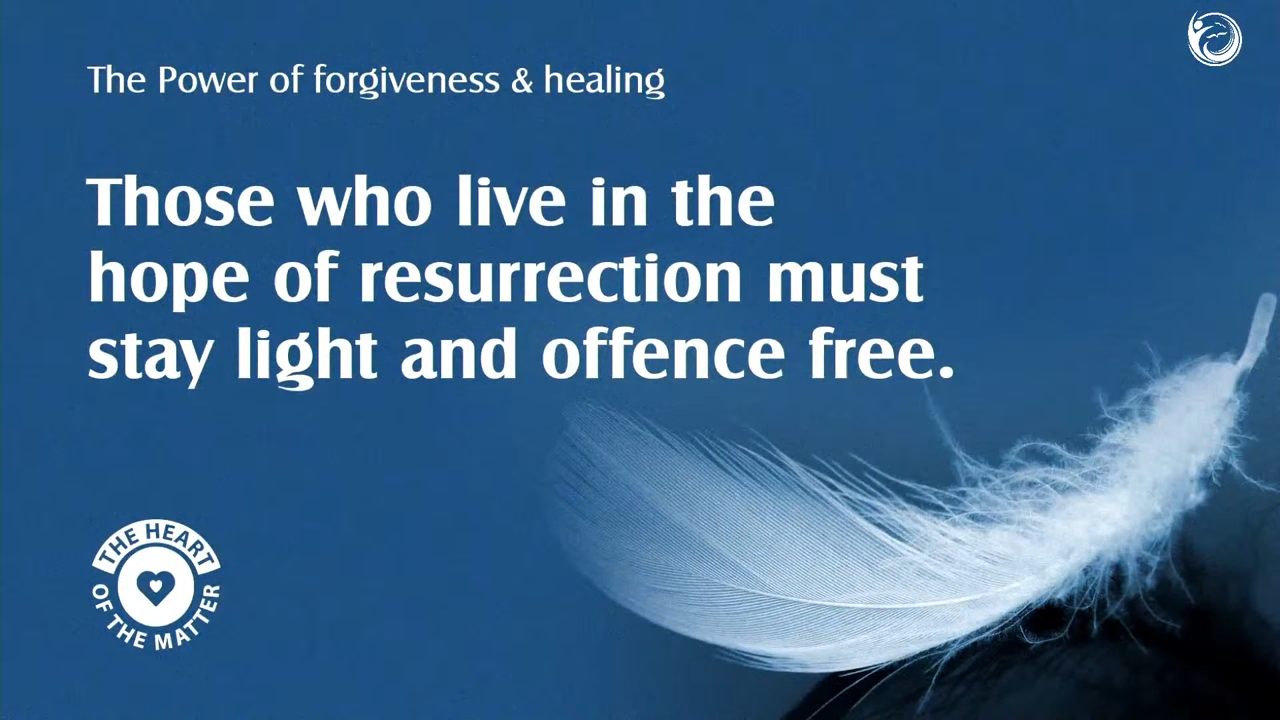 The Power of forgiveness & healing
Those who live in the
hope of resurrection must
stay light and offence free.
THE HEART
OF THE MATTER